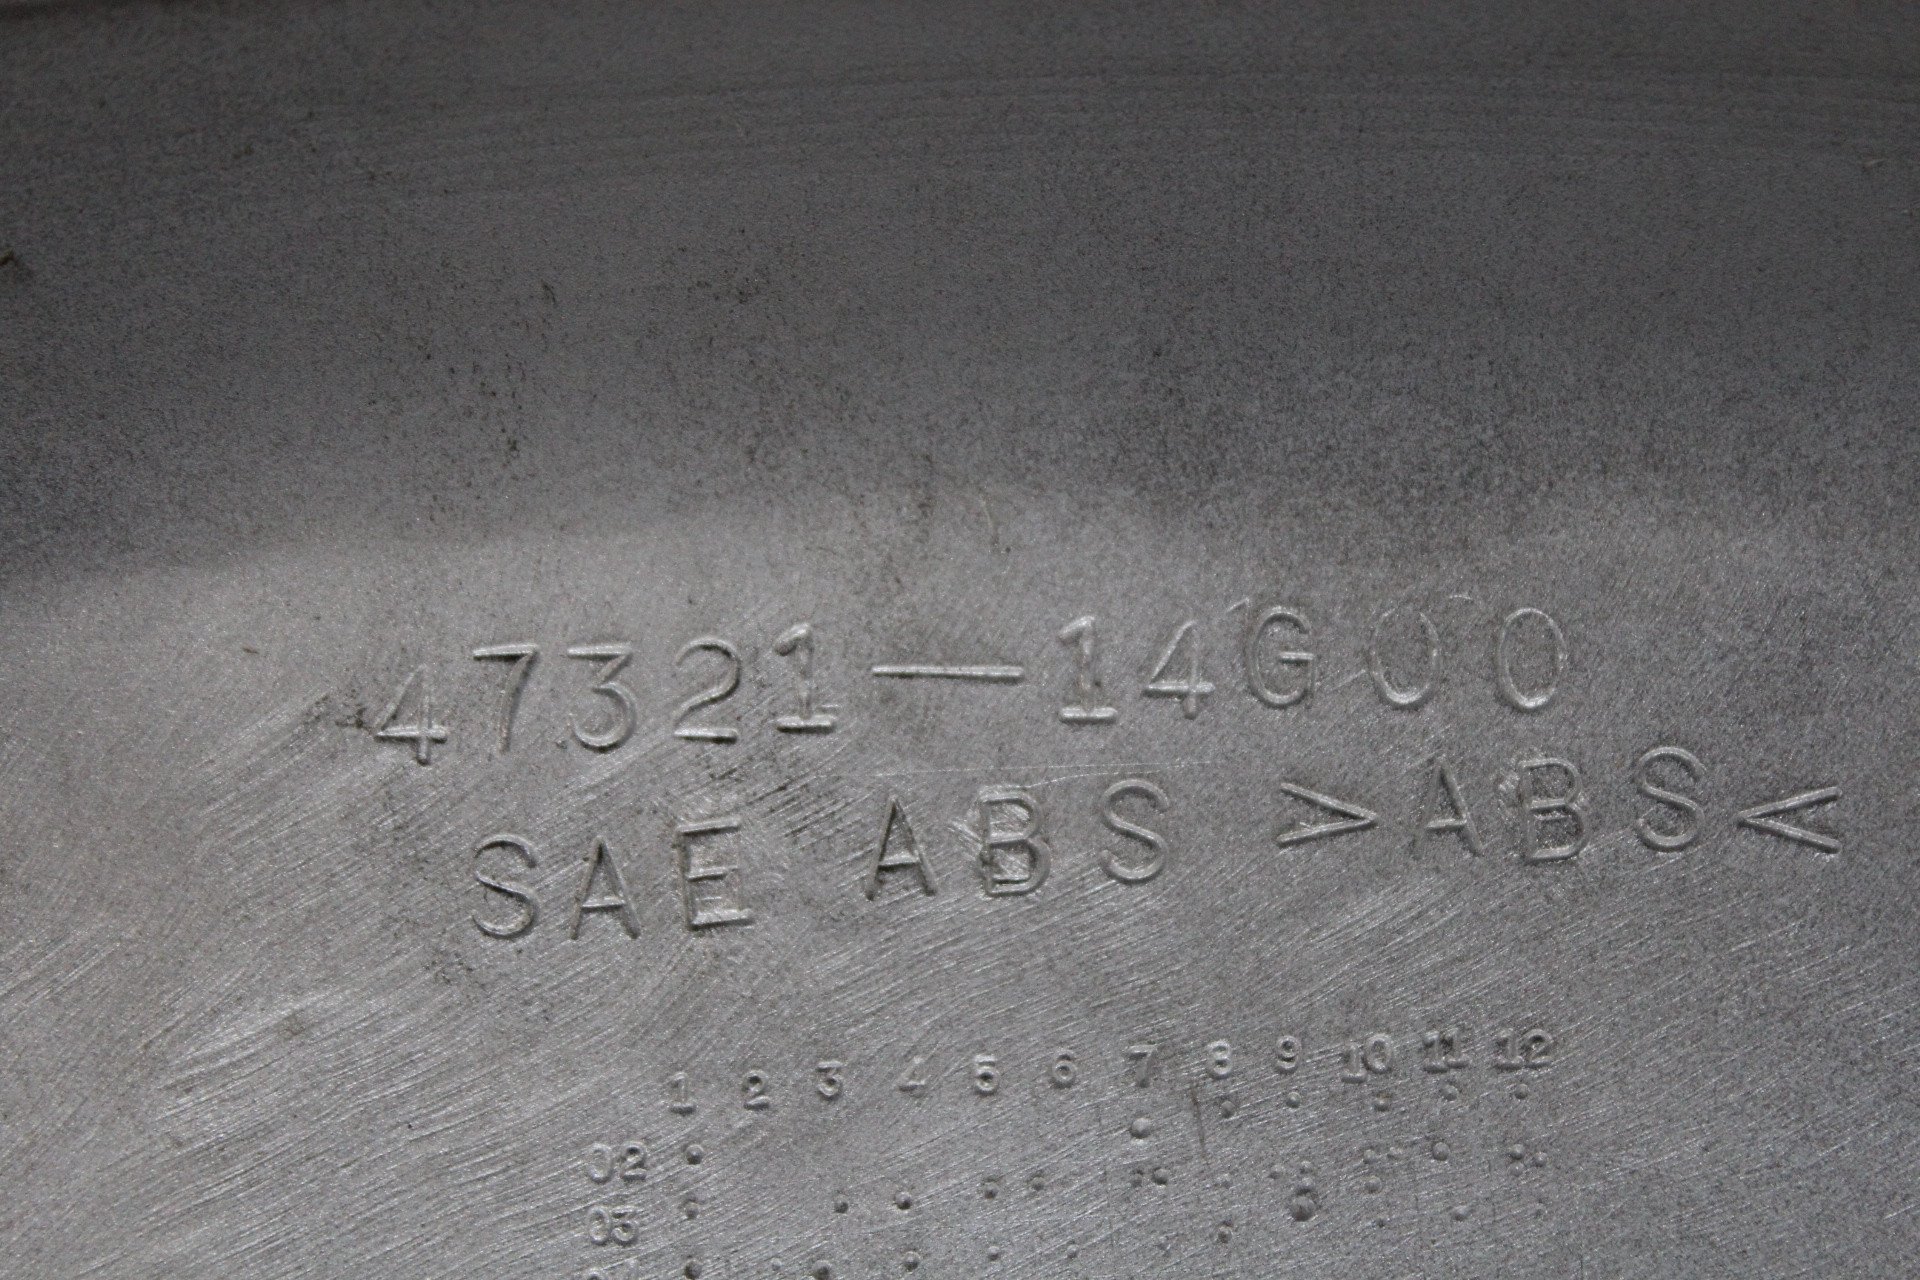 47321-14G00
SAE ABS >ABS<
1 2 3 4 5 6 7 8 9 10 11 12
02
03